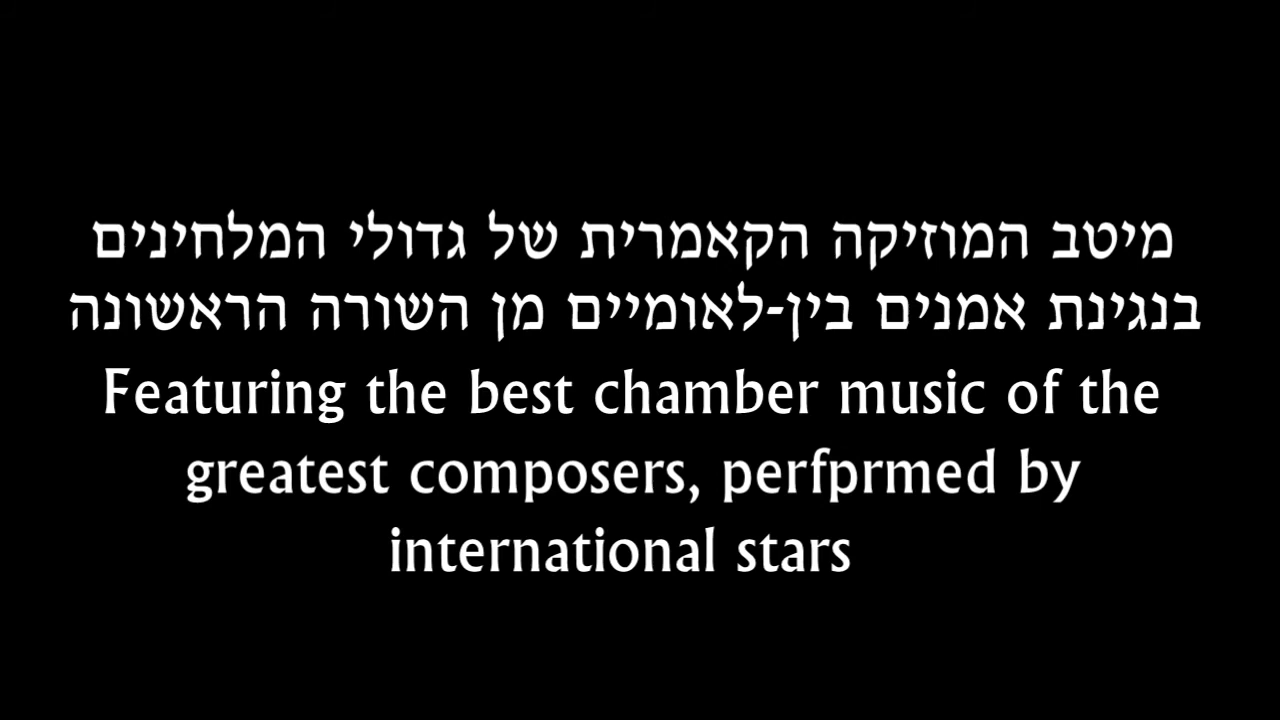 מיטב המוזיקה הקאמרית של גדולי המלחינים
בנגינת אמנים בין-לאומיים מן השורה הראשונה
Featuring the best chamber music of the
greatest composers, perfprmed by
international stars